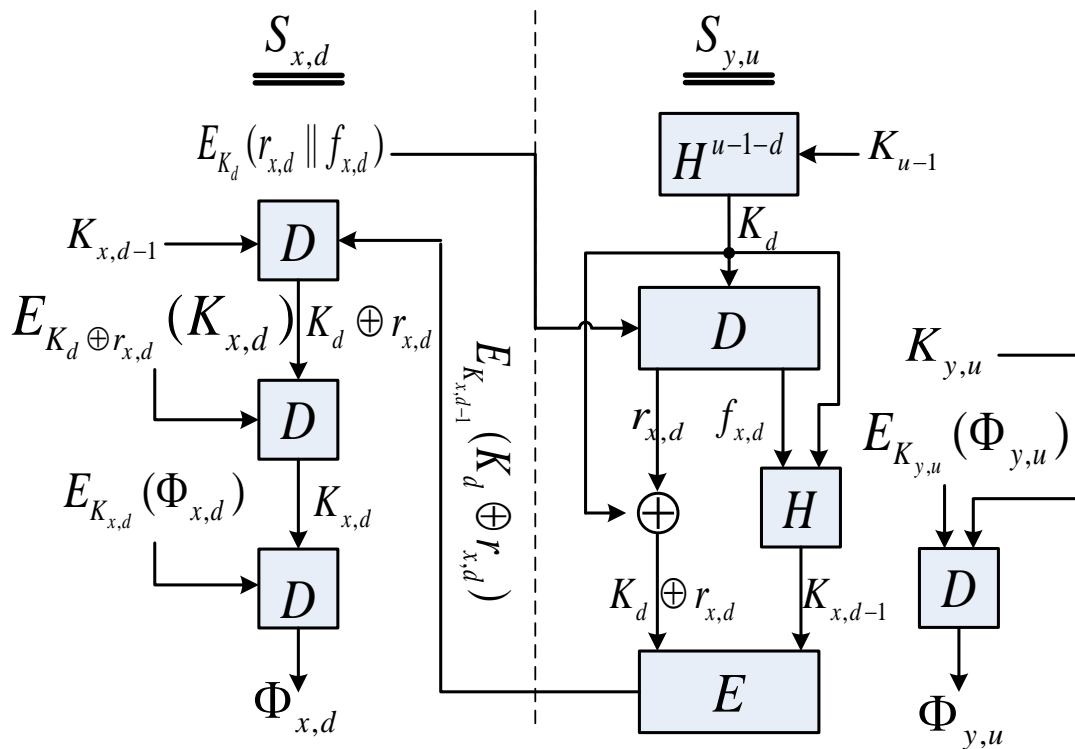 S_{x,d}
E_{K_d}(r_{x,d} ∥ f_{x,d})
K_{x,d−1}
D
E_{K_d⊕r_{x,d}}(K_{x,d})
K_d ⊕ r_{x,d}
D
E_{K_{x,d}}(Φ_{x,d})
K_{x,d}
D
Φ_{x,d}
E_{K_{x,d−1}}(K_d ⊕ r_{x,d})
S_{y,u}
H^{u−1−d}
K_{u−1}
K_d
D
r_{x,d}
f_{x,d}
H
K_d ⊕ r_{x,d}
K_{x,d−1}
E
K_{y,u}
E_{K_{y,u}}(Φ_{y,u})
D
Φ_{y,u}